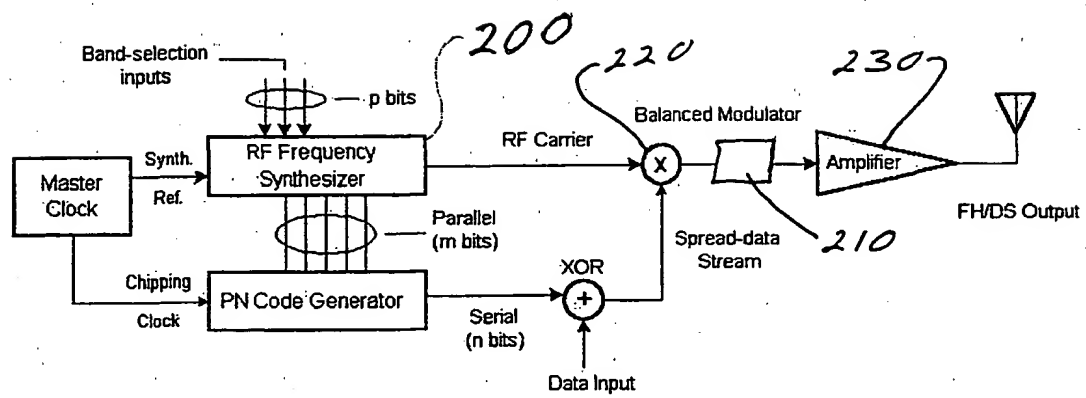 200
220
230
Band-selection
inputs
p bits
Balanced Modulator
Synth.
Ref.
RF Frequency
Synthesizer
RF Carrier
X
Amplifier
Master
Clock
Parallel
(m bits)
210
FH/DS Output
Spread-data
Stream
Chipping
Clock
PN Code Generator
XOR
+
Serial
(n bits)
Data Input